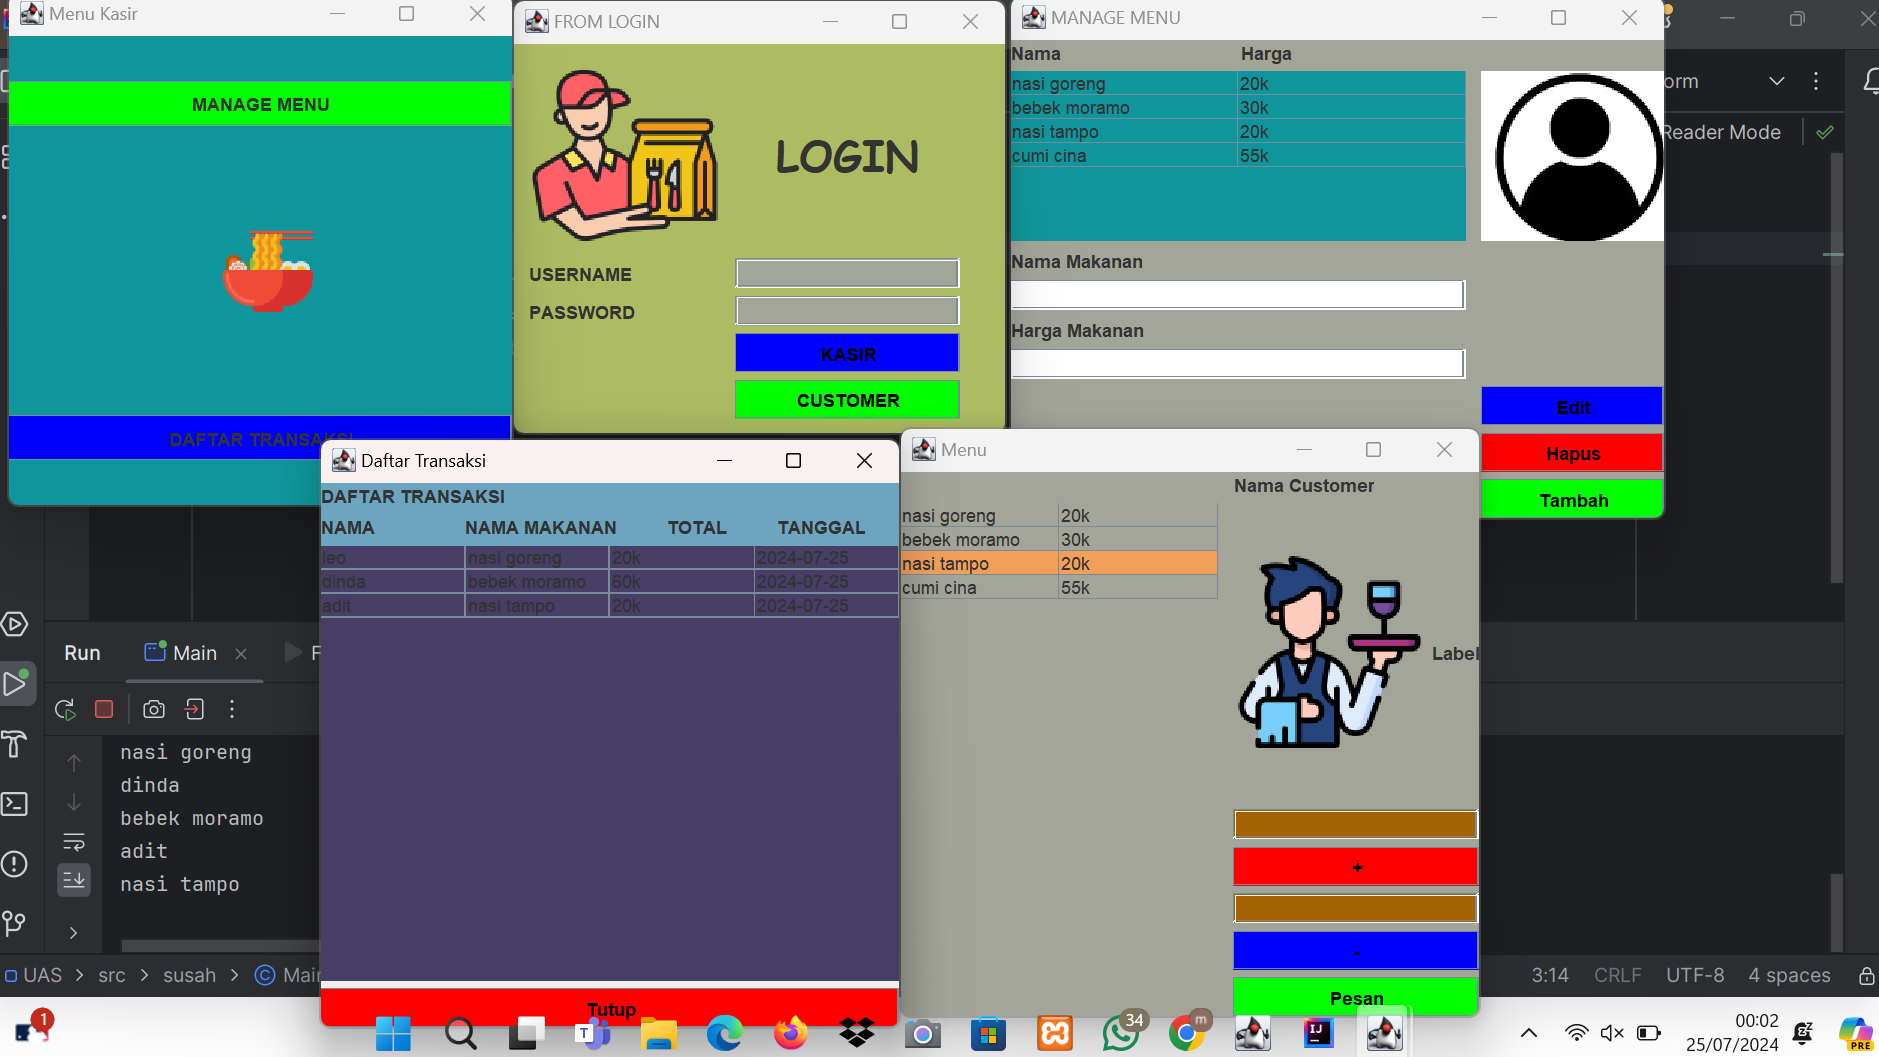 Menu Kasir
MANAGE MENU
DAFTAR TRANSAKSI
FROM LOGIN
LOGIN
USERNAME
PASSWORD
KASIR
CUSTOMER
MANAGE MENU
Nama Harga
nasi goreng 20k
bebek moramo 30k
nasi tampo 20k
cumi cina 55k
Nama Makanan
Harga Makanan
Edit
Hapus
Tambah
orm
Reader Mode
Daftar Transaksi
DAFTAR TRANSAKSI
NAMA NAMA MAKANAN TOTAL TANGGAL
leo nasi goreng 20k 2024-07-25
dinda bebek moramo 60k 2024-07-25
adit nasi tampo 20k 2024-07-25
Tutup
Menu
Nama Customer
nasi goreng 20k
bebek moramo 30k
nasi tampo 20k
cumi cina 55k
Label
+
-
Pesan
Run Main F
nasi goreng
dinda
bebek moramo
adit
nasi tampo
UAS > src > susah > Main
3:14 CRLF UTF-8 4 spaces
1
T
34
m
IJ
00:02
25/07/2024
PRE